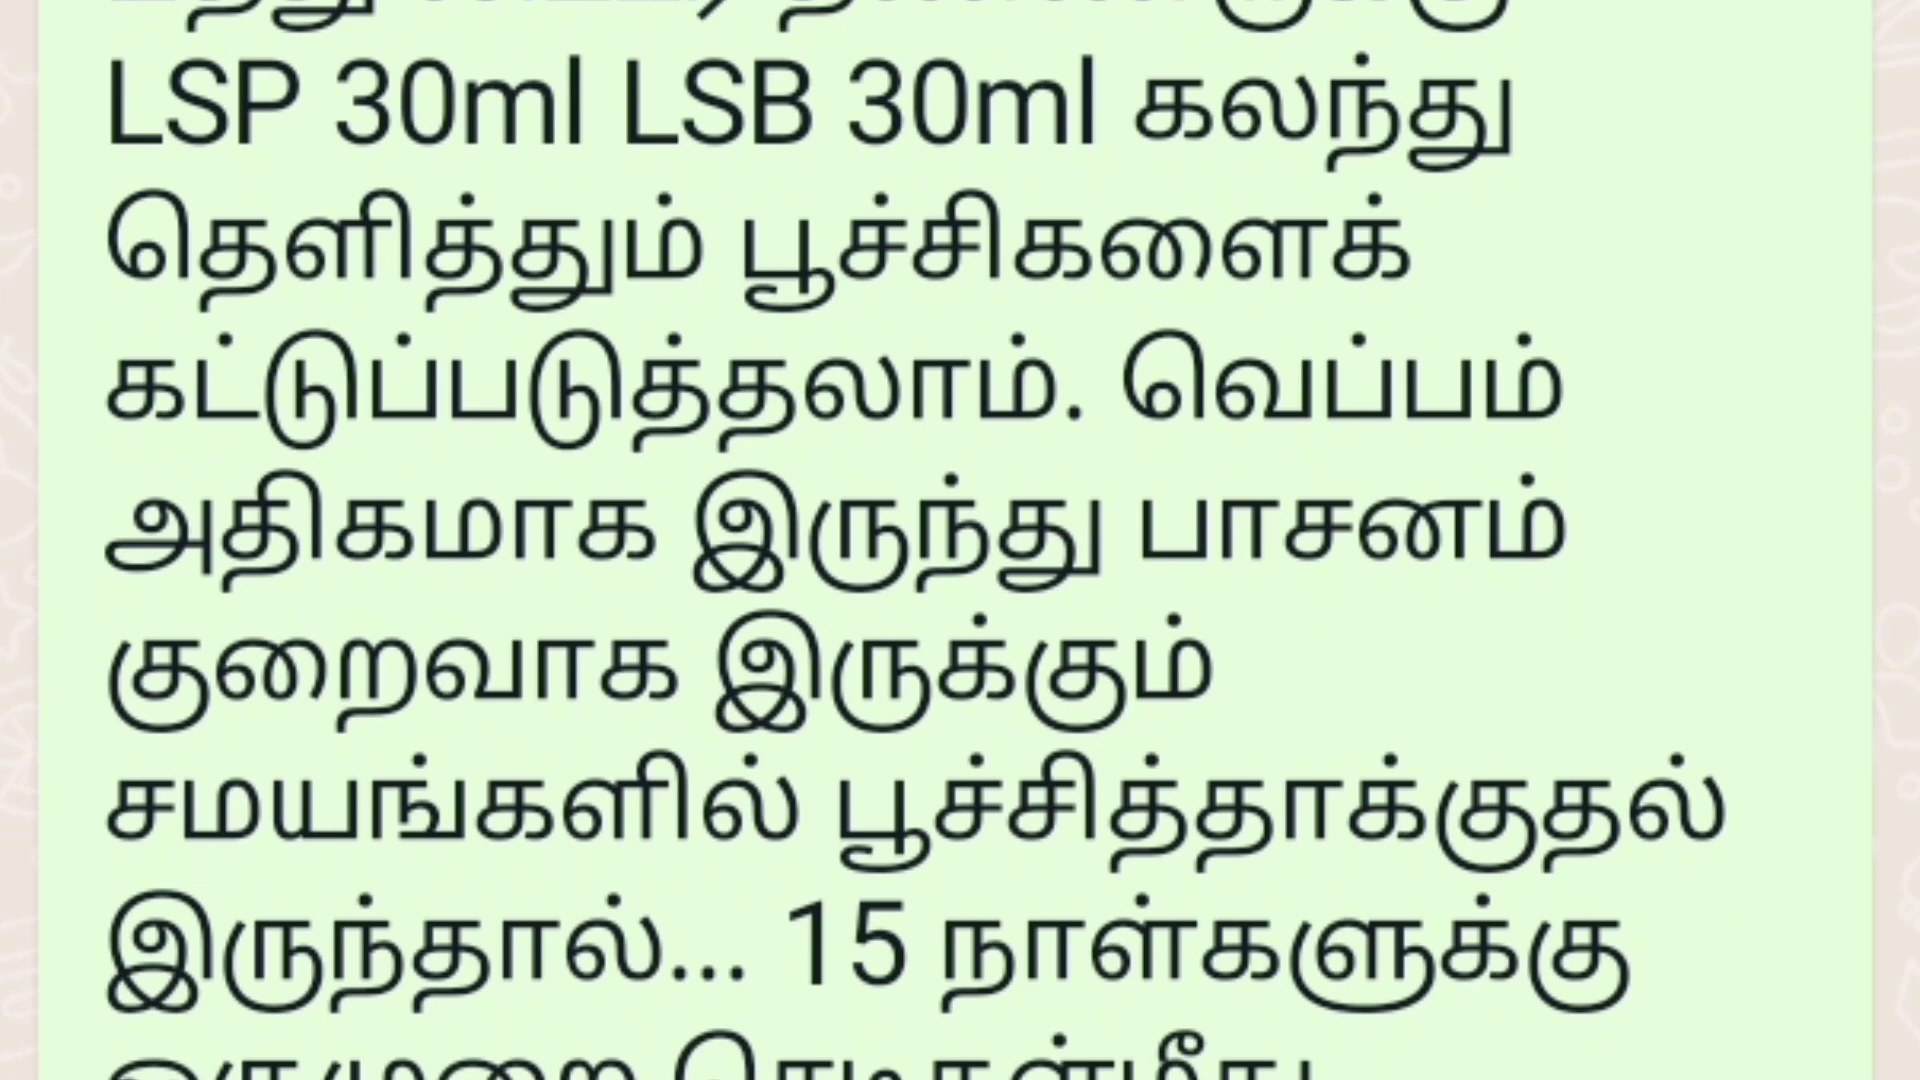 LSP 30ml LSB 30ml கலந்து
தெளித்தும் பூச்சிகளைக்
கட்டுப்படுத்தலாம். வெப்பம்
அதிகமாக இருந்து பாசனம்
குறைவாக இருக்கும்
சமயங்களில் பூச்சித்தாக்குதல்
இருந்தால்... 15 நாள்களுக்கு